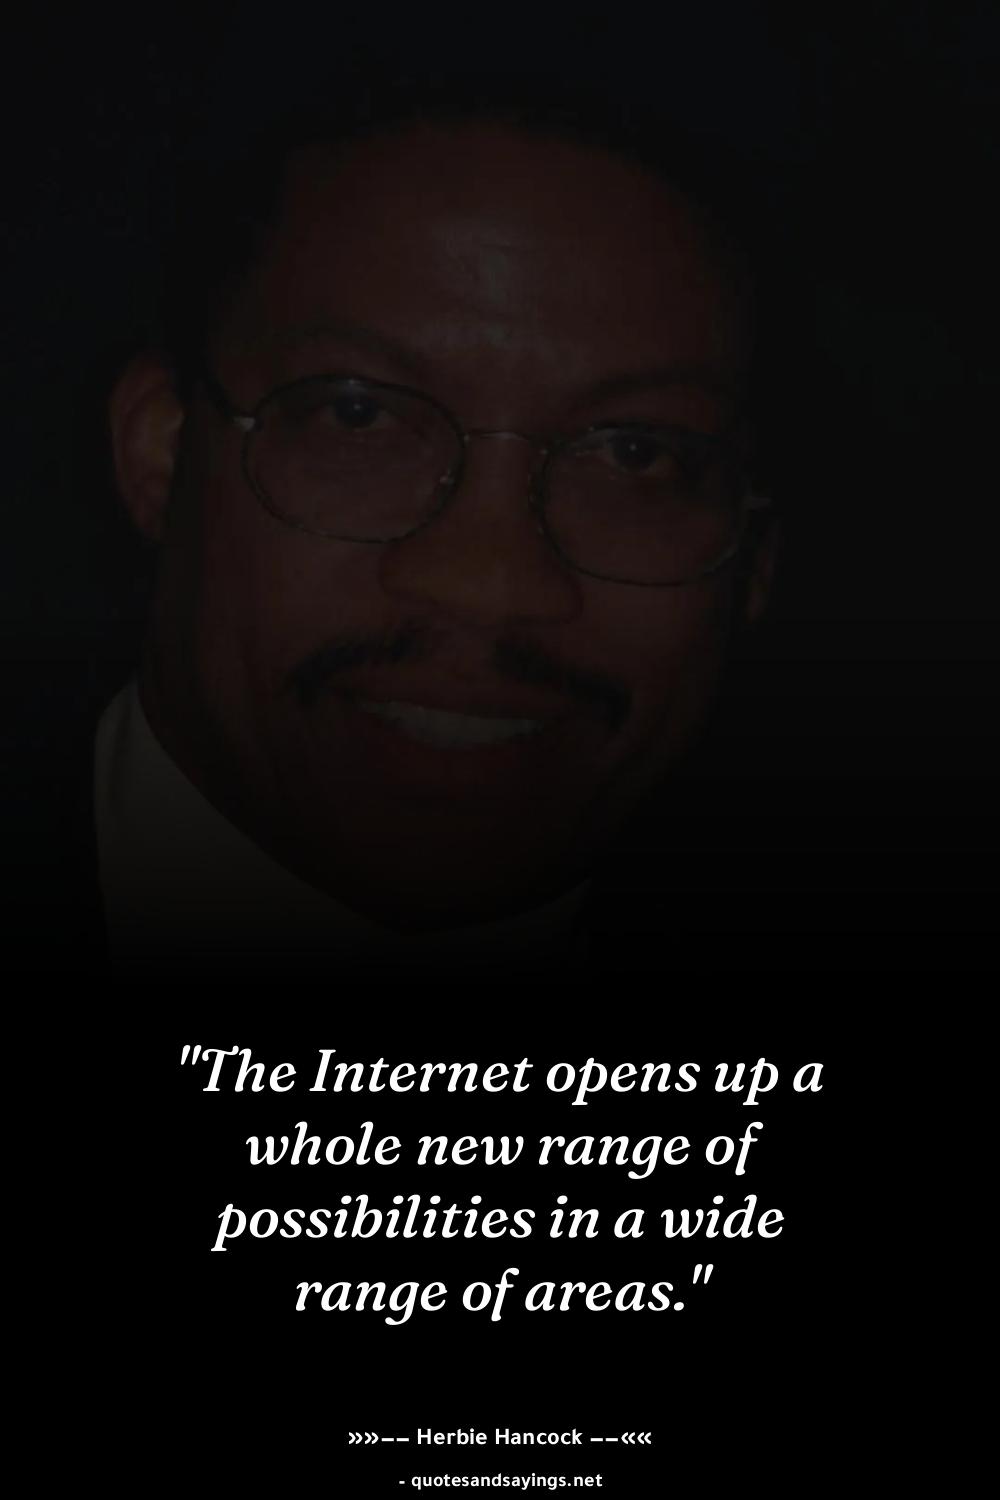 "The Internet opens up a
whole new range of
possibilities in a wide
range of areas."
»»–– Herbie Hancock ––««
- quotesandsayings.net